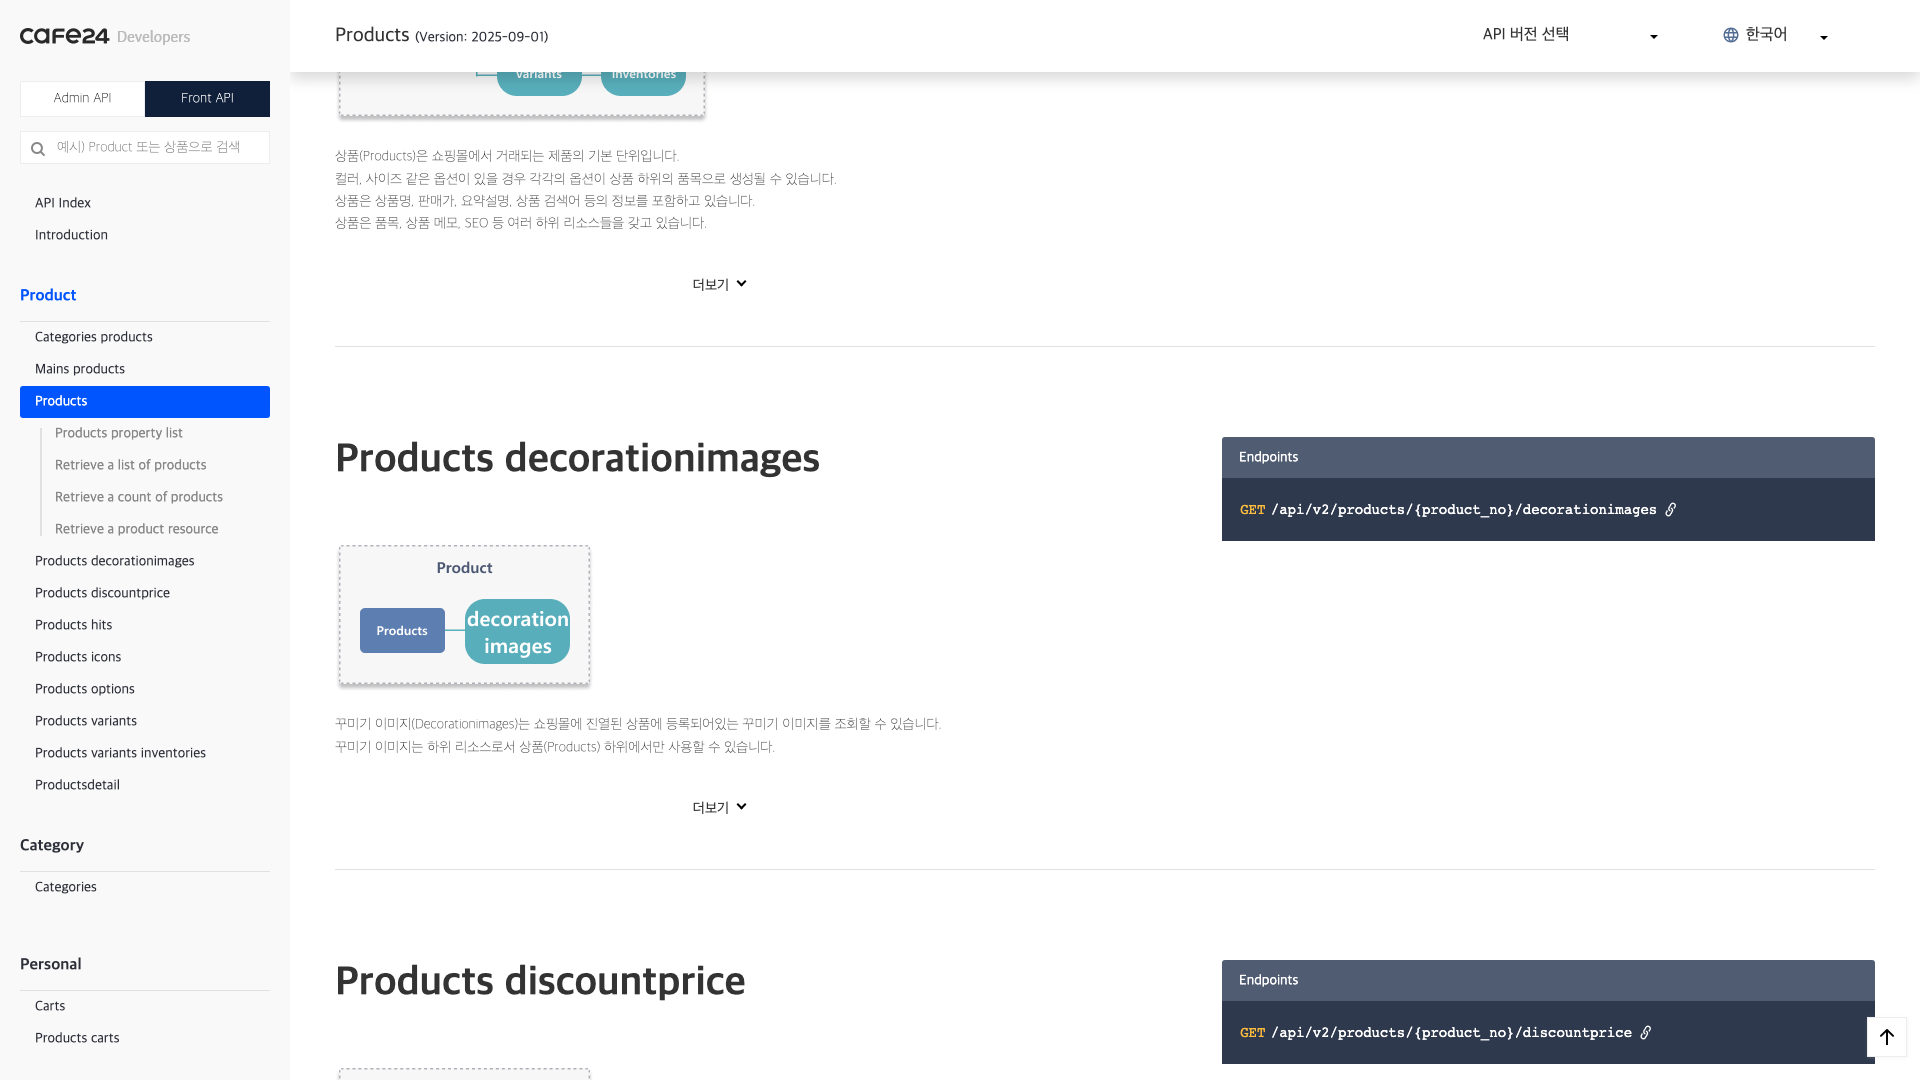 cafe24 Developers
Admin API
Front API
예시) Product 또는 상품으로 검색
API Index
Introduction
Product
Categories products
Mains products
Products
Products property list
Retrieve a list of products
Retrieve a count of products
Retrieve a product resource
Products decorationimages
Products discountprice
Products hits
Products icons
Products options
Products variants
Products variants inventories
Productsdetail
Category
Categories
Personal
Carts
Products carts
Products (Version: 2025-09-01)
API 버전 선택
한국어
variants
inventories
상품(Products)은 쇼핑몰에서 거래되는 제품의 기본 단위입니다.
컬러, 사이즈 같은 옵션이 있을 경우 각각의 옵션이 상품 하위의 품목으로 생성될 수 있습니다.
상품은 상품명, 판매가, 요약설명, 상품 검색어 등의 정보를 포함하고 있습니다.
상품은 품목, 상품 메모, SEO 등 여러 하위 리소스들을 갖고 있습니다.
더보기
Products decorationimages
Endpoints
GET /api/v2/products/{product_no}/decorationimages
Product
Products
decoration
images
꾸미기 이미지(Decorationimages)는 쇼핑몰에 진열된 상품에 등록되어있는 꾸미기 이미지를 조회할 수 있습니다.
꾸미기 이미지는 하위 리소스로서 상품(Products) 하위에서만 사용할 수 있습니다.
더보기
Products discountprice
Endpoints
GET /api/v2/products/{product_no}/discountprice